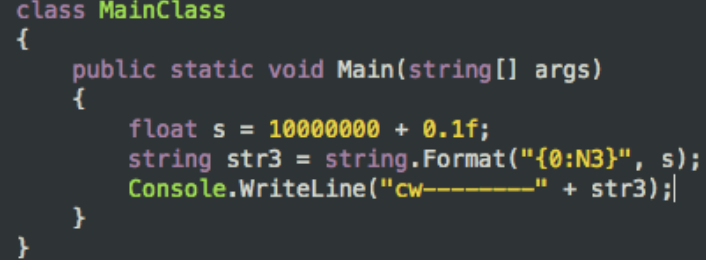 class MainClass
{
    public static void Main(string[] args)
    {
        float s = 10000000 + 0.1f;
        string str3 = string.Format("{0:N3}", s);
        Console.WriteLine("cw--------" + str3);
    }
}